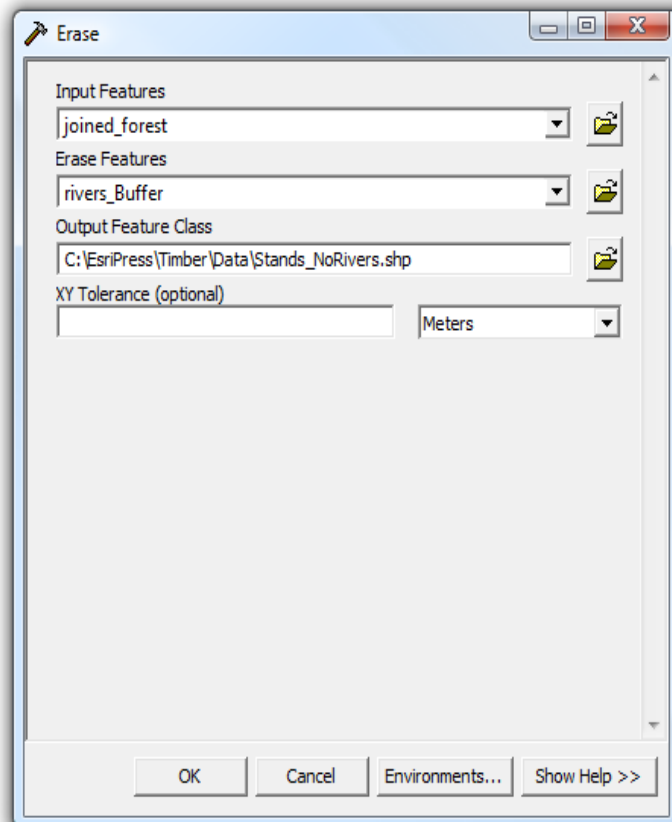 Erase
Input Features
joined_forest
Erase Features
rivers_Buffer
Output Feature Class
C:\EsriPress\Timber\Data\Stands_NoRivers.shp
XY Tolerance (optional)
Meters
OK Cancel Environments... Show Help >>